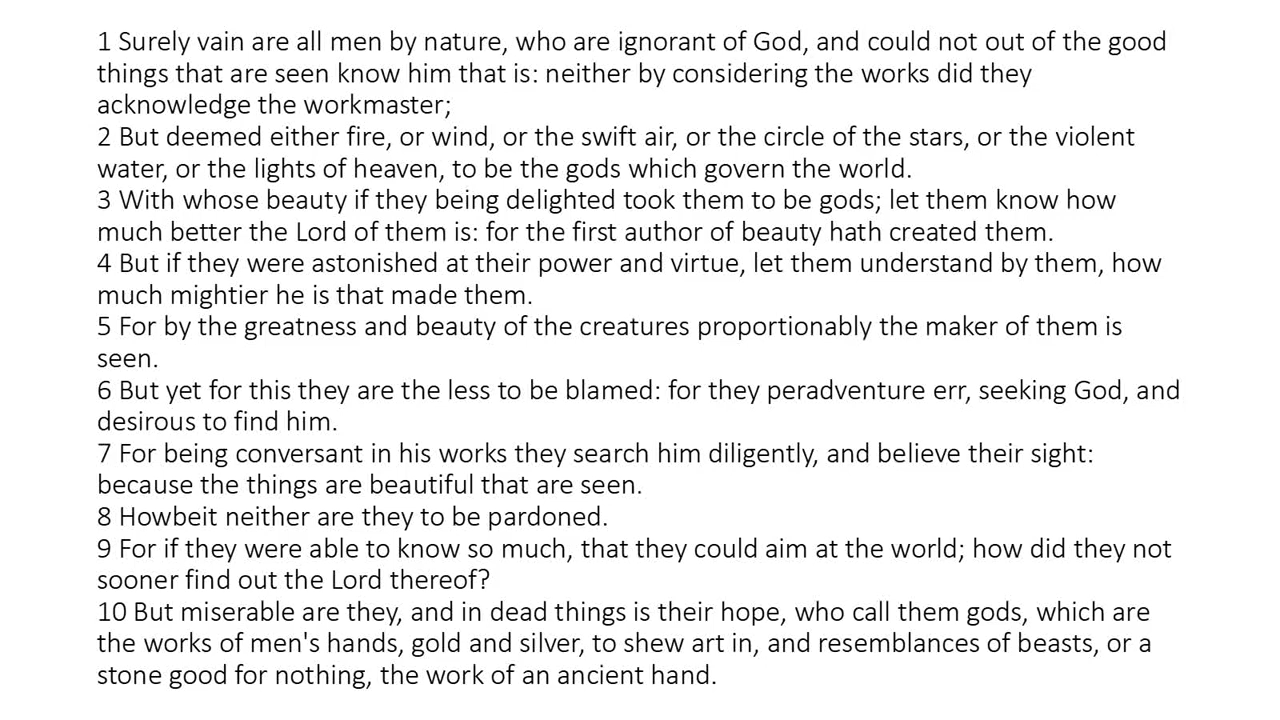 1 Surely vain are all men by nature, who are ignorant of God, and could not out of the good
things that are seen know him that is: neither by considering the works did they
acknowledge the workmaster;
2 But deemed either fire, or wind, or the swift air, or the circle of the stars, or the violent
water, or the lights of heaven, to be the gods which govern the world.
3 With whose beauty if they being delighted took them to be gods; let them know how
much better the Lord of them is: for the first author of beauty hath created them.
4 But if they were astonished at their power and virtue, let them understand by them, how
much mightier he is that made them.
5 For by the greatness and beauty of the creatures proportionably the maker of them is
seen.
6 But yet for this they are the less to be blamed: for they peradventure err, seeking God, and
desirous to find him.
7 For being conversant in his works they search him diligently, and believe their sight:
because the things are beautiful that are seen.
8 Howbeit neither are they to be pardoned.
9 For if they were able to know so much, that they could aim at the world; how did they not
sooner find out the Lord thereof?
10 But miserable are they, and in dead things is their hope, who call them gods, which are
the works of men's hands, gold and silver, to shew art in, and resemblances of beasts, or a
stone good for nothing, the work of an ancient hand.